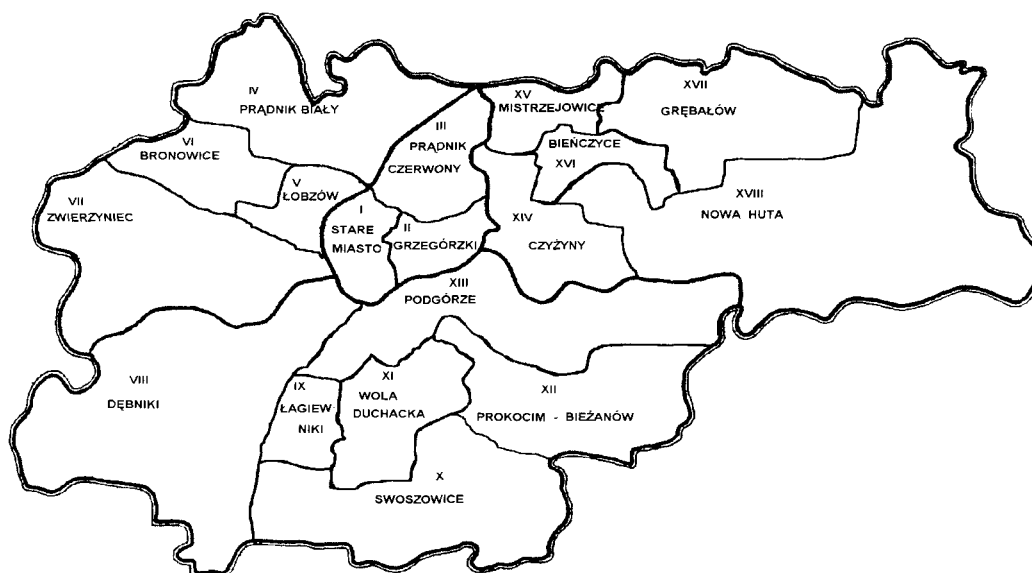 IV
PRĄDNIK BIAŁY
XV
MISTRZEJOWICE
XVII
GRĘBAŁÓW
III
PRĄDNIK
CZERWONY
BIEŃCZYCE
XVI
VI
BRONOWICE
V
ŁOBZÓW
VII
ZWIERZYNIEC
I
STARE
MIASTO
II
GRZEGÓRZKI
XIV
CZYŻYNY
XVIII
NOWA HUTA
XIII
PODGÓRZE
VIII
DĘBNIKI
IX
ŁAGIEW
NIKI
XI
WOLA
DUCHACKA
XII
PROKOCIM - BIEŻANÓW
X
SWOSZOWICE